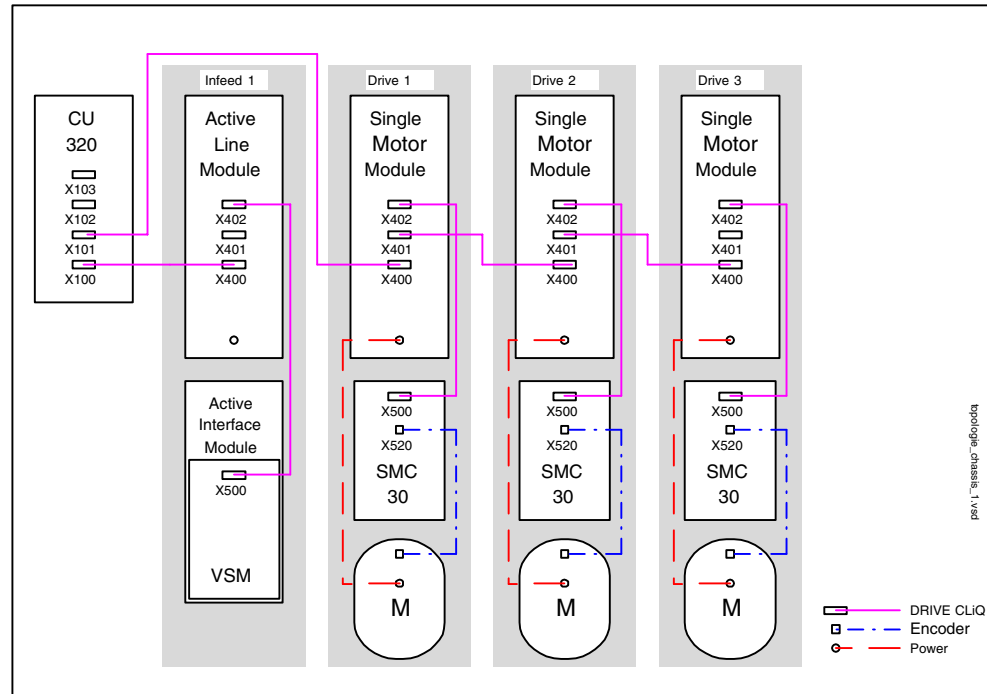 CU
320
X103
X102
X101
X100
Infeed 1
Active
Line
Module
X402
X401
X400
Active
Interface
Module
X500
VSM
Drive 1
Single
Motor
Module
X402
X401
X400
X500
X520
SMC
30
M
Drive 2
Single
Motor
Module
X402
X401
X400
X500
X520
SMC
30
M
Drive 3
Single
Motor
Module
X402
X401
X400
X500
X520
SMC
30
M
topologie_chassis_1.vsd
DRIVE CLiQ
Encoder
Power